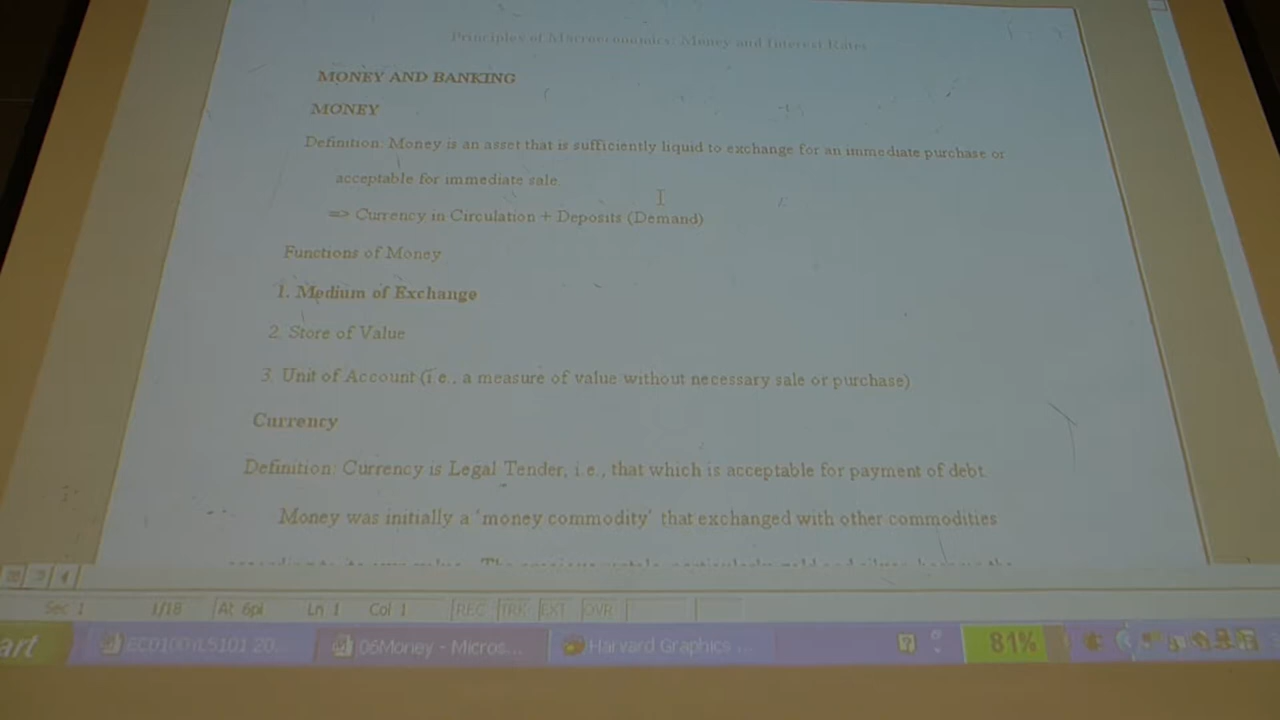 Principles of Macroeconomics: Money and Interest Rates
MONEY AND BANKING
MONEY
Definition: Money is an asset that is sufficiently liquid to exchange for an immediate purchase or
acceptable for immediate sale.
=> Currency in Circulation + Deposits (Demand)
Functions of Money
1. Medium of Exchange
2. Store of Value
3. Unit of Account (i.e., a measure of value without necessary sale or purchase)
Currency
Definition: Currency is Legal Tender, i.e., that which is acceptable for payment of debt
Money was initially a 'money commodity' that exchanged with other commodities
Sec 1 1/18 At 6pi Ln 1 Col 1 REC TRK EXT OVR
art 06Money - Micros... Harvard Graphics ... 81%